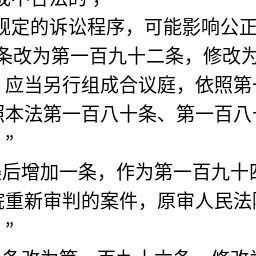 规定的诉讼程序，可能影响公正
条改为第一百九十二条，修改为
应当另行组成合议庭，依照第一
照本法第一百八十条、第一百八十
”
后增加一条，作为第一百九十四
院重新审判的案件，原审人民法院
”